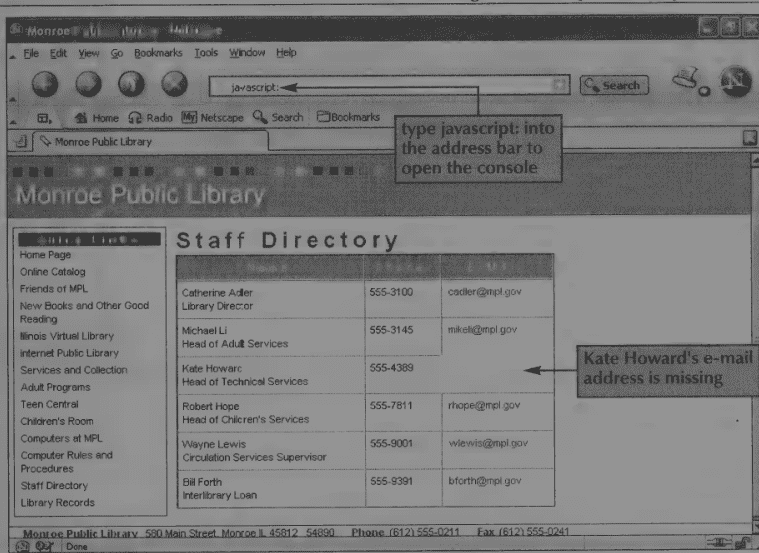 Monroe
File Edit View Go Bookmarks Tools Window Help
javascript:
Search
Home Radio My Netscape Search Bookmarks
Monroe Public Library
type javascript: into
the address bar to
open the console
Monroe Public Library
Home Page
Online Catalog
Friends of MPL
New Books and Other Good
Reading
Illinois Virtual Library
Internet Public Library
Services and Collection
Adult Programs
Teen Central
Children's Room
Computers at MPL
Computer Rules and
Procedures
Staff Directory
Library Records
Staff Directory
Catherine Adler 555-3100 cadler@mpl.gov
Library Director
Michael Li 555-3145 mikeli@mpl.gov
Head of Adult Services
Kate Howard 555-4389
Head of Technical Services
Robert Hope 555-7811 rhope@mpl.gov
Head of Children's Services
Wayne Lewis 555-9001 wlewis@mpl.gov
Circulation Services Supervisor
Bill Forth 555-9391 bforth@mpl.gov
Interlibrary Loan
Kate Howard's e-mail
address is missing
Monroe Public Library 580 Main Street, Monroe IL 45812 54890 Phone (612) 555-0211 Fax (612) 555-0241
Done